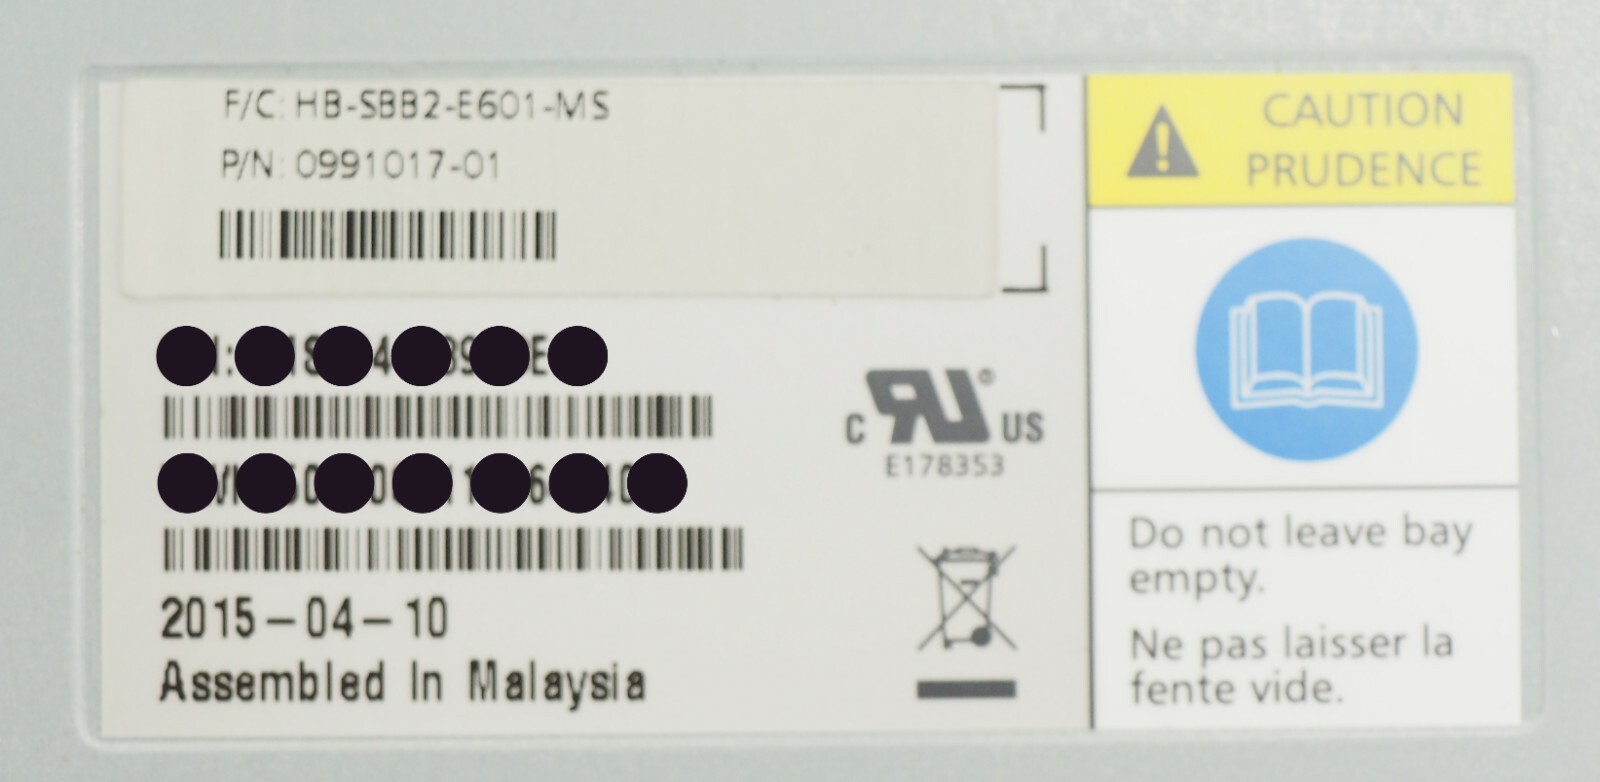 F/C: HB-SBB2-E601-MS
P/N: 0991017-01
C
US
®
E178353
2015-04-10
Assembled In Malaysia
CAUTION
PRUDENCE
Do not leave bay
empty.
Ne pas laisser la
fente vide.